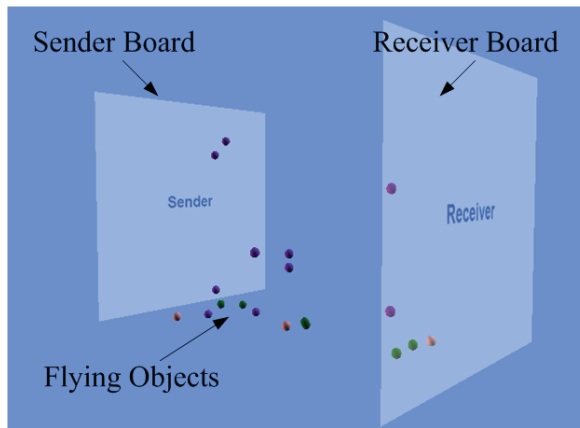 Sender Board
Receiver Board
Sender
Receiver
Flying Objects